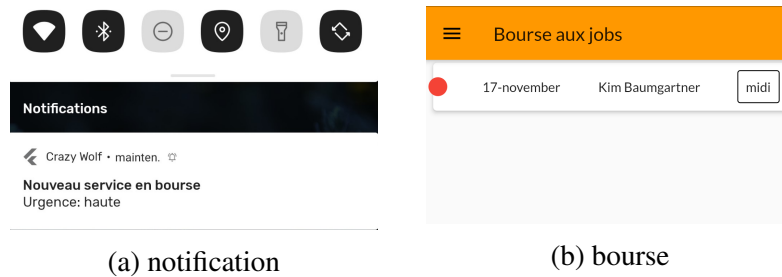 Notifications
Crazy Wolf • mainten.
Nouveau service en bourse
Urgence: haute
(a) notification
Bourse aux jobs
17-november Kim Baumgartner midi
(b) bourse